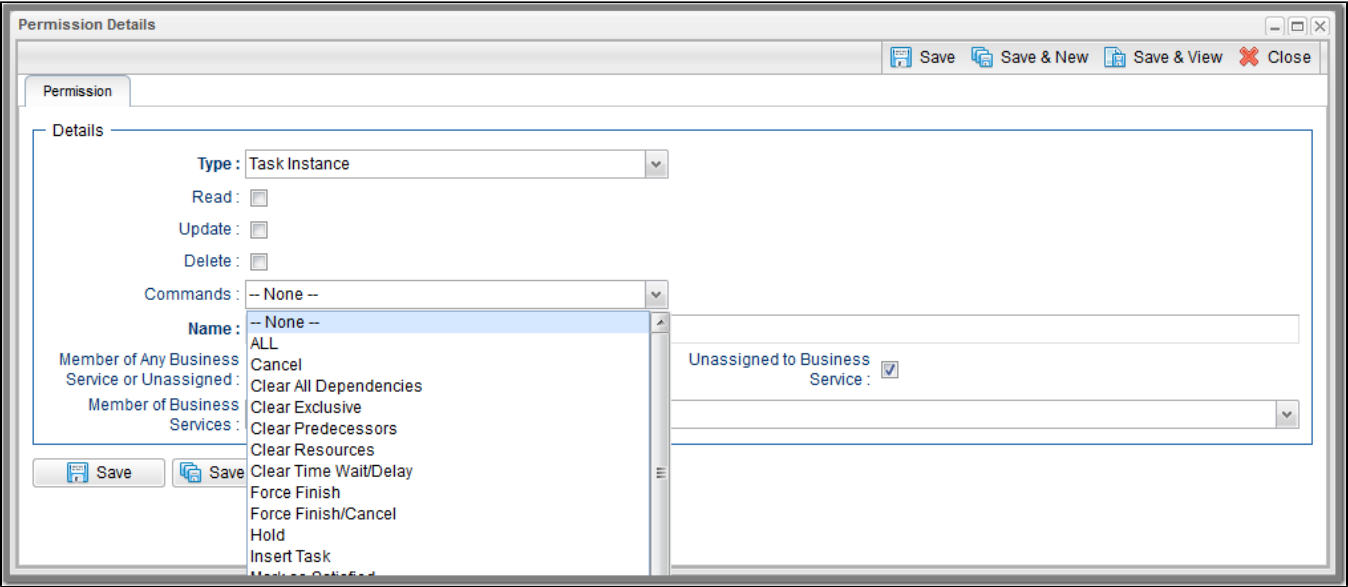 Permission Details
Save Save & New Save & View Close
Permission
Details
Type : Task Instance
Read :
Update :
Delete :
Commands : -- None --
Name : -- None --
ALL
Cancel
Member of Any Business
Service or Unassigned :
Unassigned to Business
Service :
Clear All Dependencies
Member of Business
Services :
Clear Exclusive
Clear Predecessors
Clear Resources
Save Save Clear Time Wait/Delay
Force Finish
Force Finish/Cancel
Hold
Insert Task
Mark as Satisfied